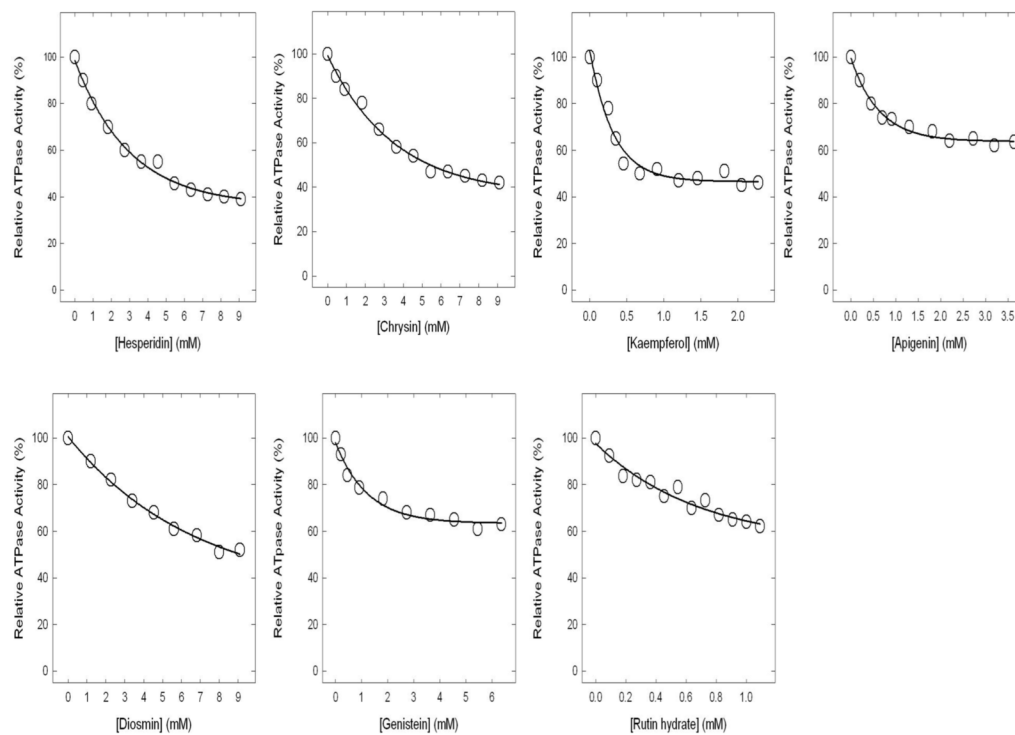 Relative ATPase Activity (%)
100
80
60
40
20
0
0 1 2 3 4 5 6 7 8 9
[Hesperidin] (mM)
Relative ATPase Activity (%)
100
80
60
40
20
0
0 1 2 3 4 5 6 7 8 9
[Chrysin] (mM)
Relative ATPase Activity (%)
100
80
60
40
20
0
0.0 0.5 1.0 1.5 2.0
[Kaempferol] (mM)
Relative ATPase Activity (%)
100
80
60
40
20
0
0.0 0.5 1.0 1.5 2.0 2.5 3.0 3.5
[Apigenin] (mM)
Relative ATPase Activity (%)
100
80
60
40
20
0
0 1 2 3 4 5 6 7 8 9
[Diosmin] (mM)
Relative ATpase Activity (%)
100
80
60
40
20
0
0 1 2 3 4 5 6
[Genistein] (mM)
Relative ATPase Activity (%)
100
80
60
40
20
0
0.0 0.2 0.4 0.6 0.8 1.0
[Rutin hydrate] (mM)